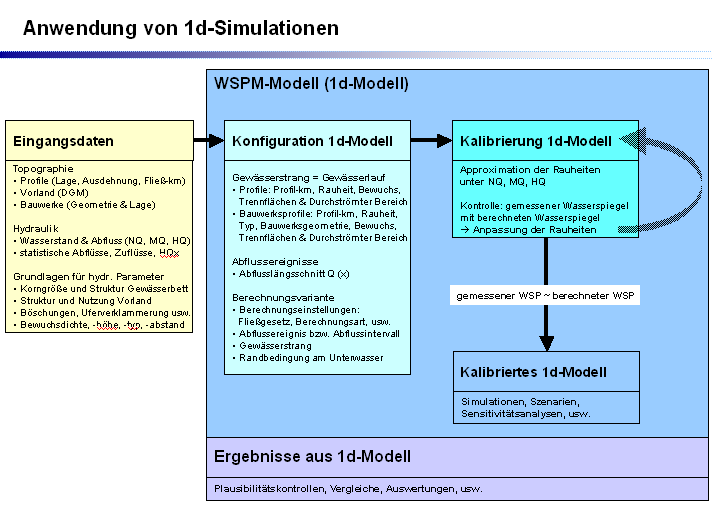 Anwendung von 1d-Simulationen
WSPM-Modell (1d-Modell)
Eingangsdaten
Topographie
• Profile (Lage, Ausdehnung, Fließ-km)
• Vorland (DGM)
• Bauwerke (Geometrie & Lage)
Hydraulik
• Wasserstand & Abfluss (NQ, MQ, HQ)
• statistische Abflüsse, Zuflüsse, HQx
Grundlagen für hydr. Parameter
• Korngröße und Struktur Gewässerbett
• Struktur und Nutzung Vorland
• Böschungen, Uferverklammerung usw.
• Bewuchsdichte, -höhe, -typ, -abstand
Konfiguration 1d-Modell
Gewässerstrang = Gewässerlauf
• Profile: Profil-km, Rauheit, Bewuchs,
Trennflächen & Durchströmter Bereich
• Bauwerksprofile: Profil-km, Rauheit,
Typ, Bauwerksgeometrie, Bewuchs,
Trennflächen & Durchströmter Bereich
Abflussereignisse
• Abflusslängschnitt Q (x)
Berechnungsvariante
• Berechnungseinstellungen:
Fließgesetz, Berechnungsart, usw.
• Abflussereignis bzw. Abflussintervall
• Gewässerstrang
• Randbedingung am Unterwasser
Kalibrierung 1d-Modell
Approximation der Rauheiten
unter NQ, MQ, HQ
Kontrolle: gemessener Wasserspiegel
mit berechneten Wasserspiegel
→ Anpassung der Rauheiten
gemessener WSP ~ berechneter WSP
Kalibriertes 1d-Modell
Simulationen, Szenarien,
Sensitivitätsanalysen, usw.
Ergebnisse aus 1d-Modell
Plausibilitätskontrollen, Vergleiche, Auswertungen, usw.